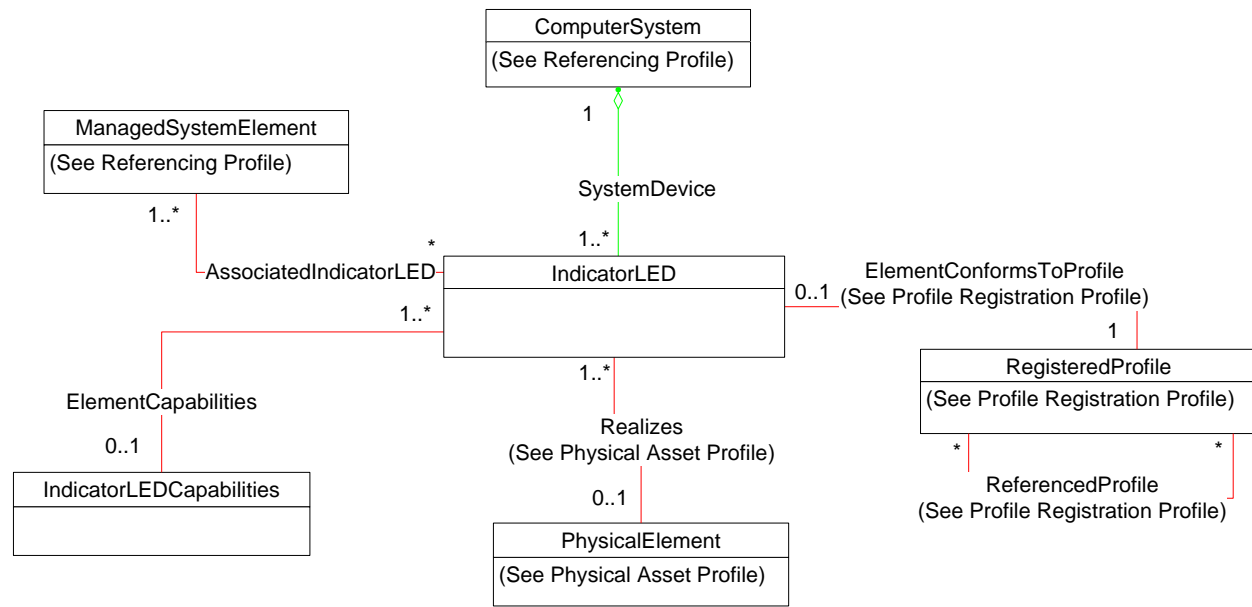 ComputerSystem
(See Referencing Profile)
1
ManagedSystemElement
(See Referencing Profile)
1..*
SystemDevice
*
1..*
AssociatedIndicatorLED
IndicatorLED
ElementConformsToProfile
0..1
(See Profile Registration Profile)
1..*
1
1..*
RegisteredProfile
(See Profile Registration Profile)
ElementCapabilities
Realizes
(See Physical Asset Profile)
0..1
*
*
IndicatorLEDCapabilities
ReferencedProfile
(See Profile Registration Profile)
0..1
PhysicalElement
(See Physical Asset Profile)